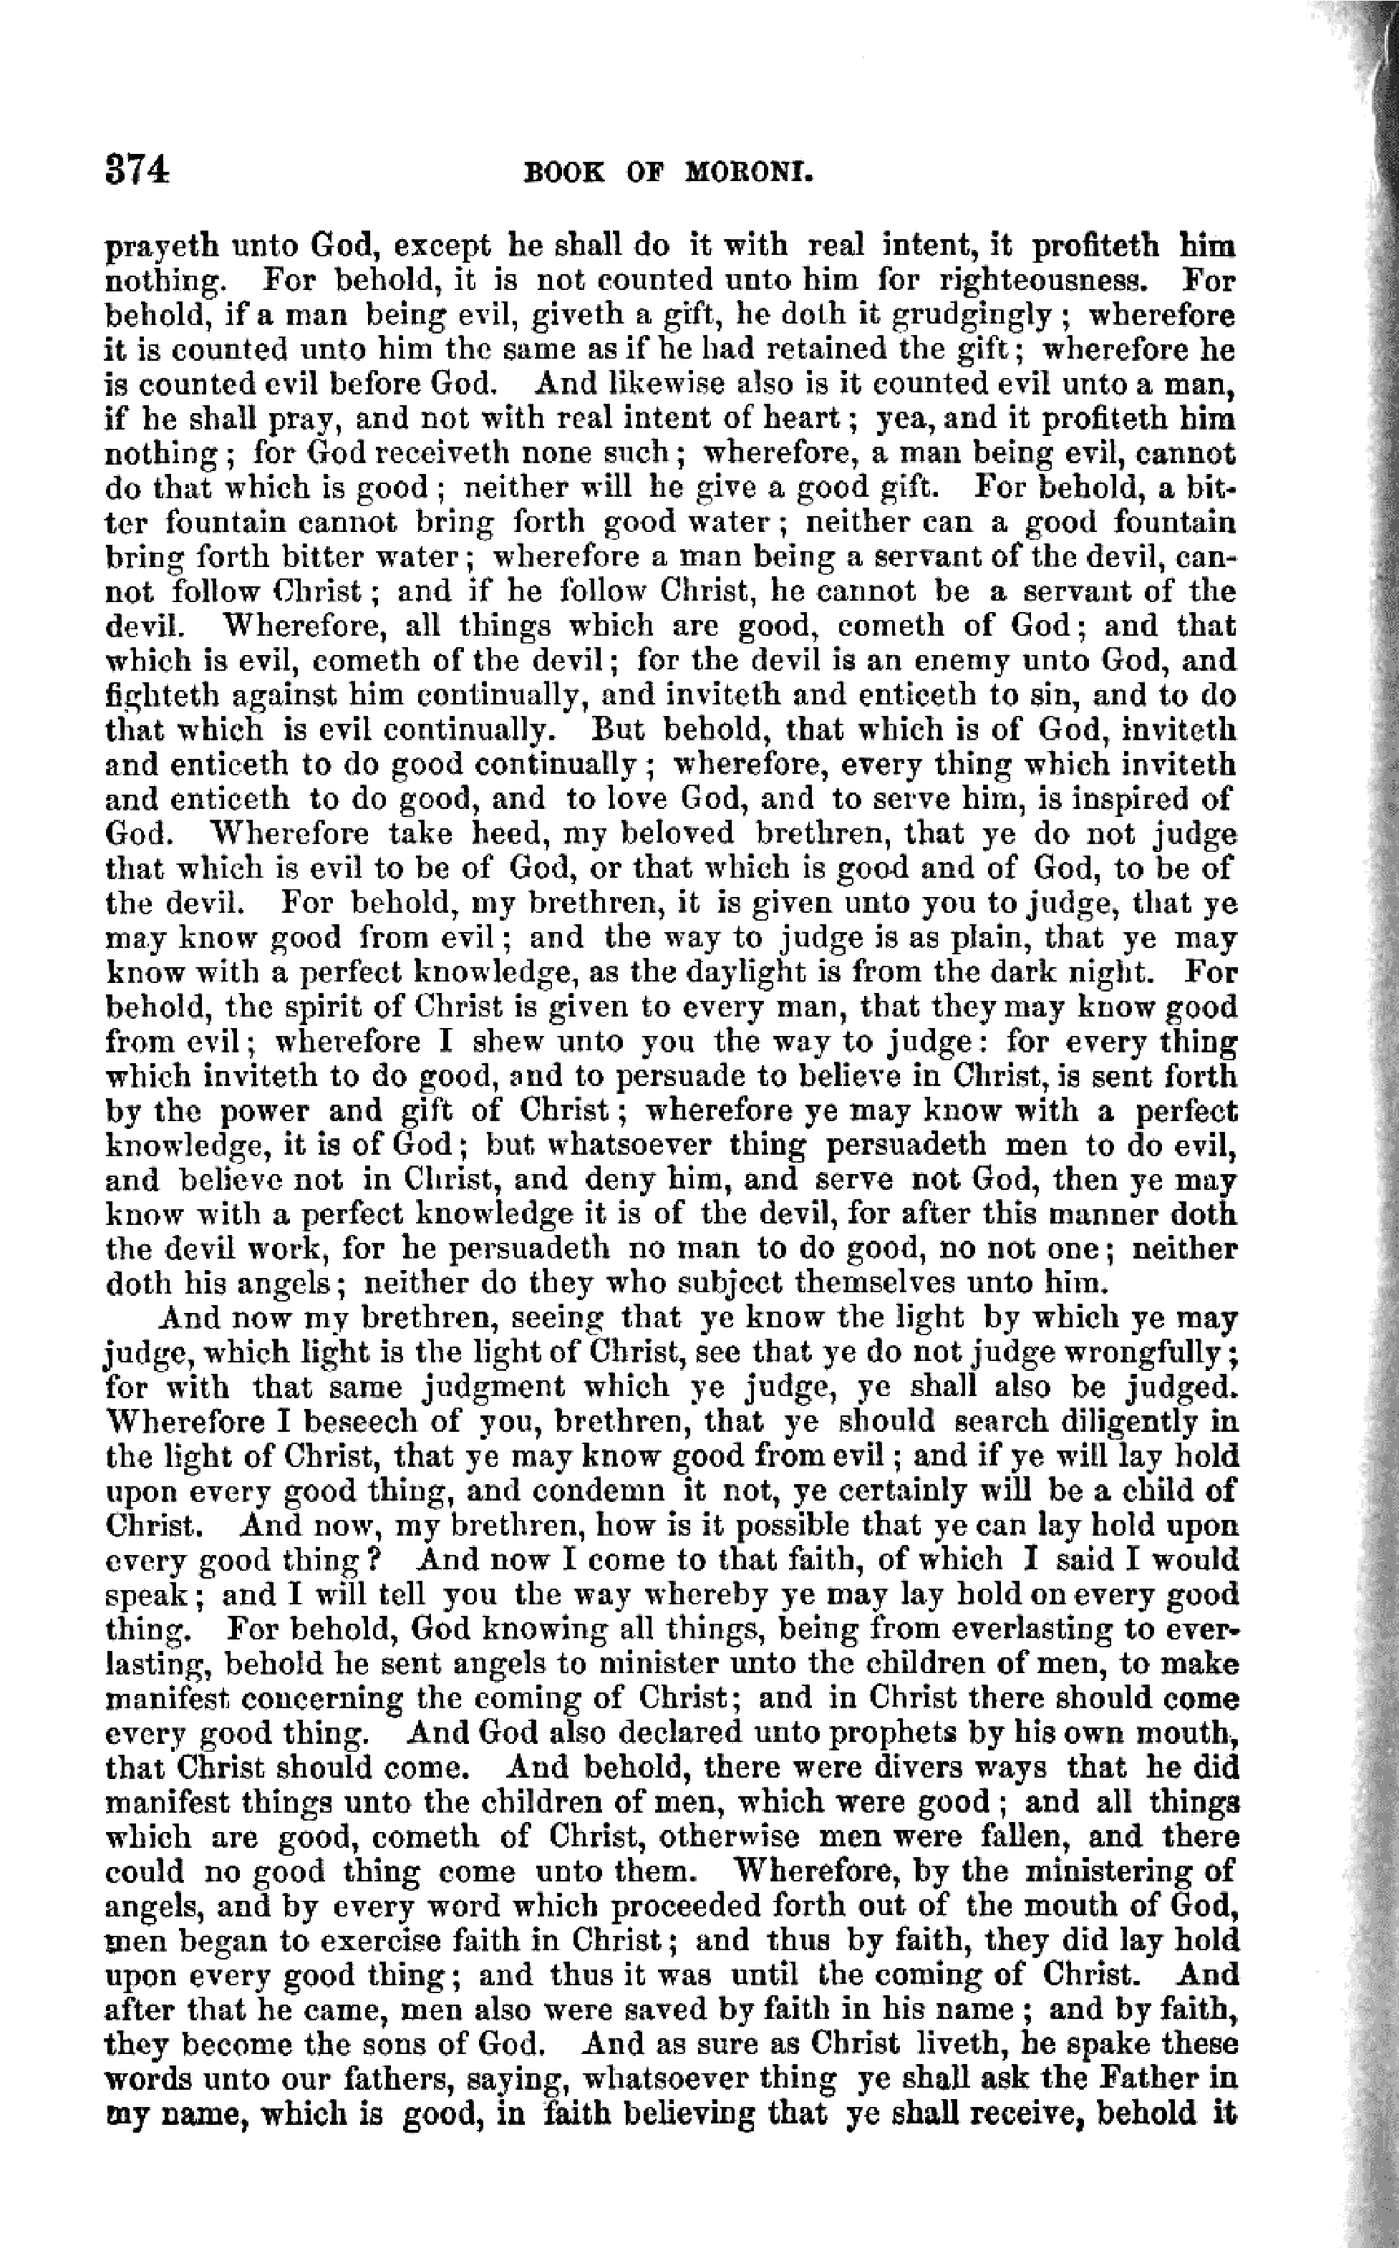 374 BOOK OF MORONI.
prayeth unto God, except he shall do it with real intent, it profiteth him
nothing. For behold, it is not counted unto him for righteousness. For
behold, if a man being evil, giveth a gift, he doth it grudgingly; wherefore
it is counted unto him the same as if he had retained the gift; wherefore he
is counted evil before God. And likewise also is it counted evil unto a man,
if he shall pray, and not with real intent of heart; yea, and it profiteth him
nothing; for God receiveth none such; wherefore, a man being evil, cannot
do that which is good; neither will he give a good gift. For behold, a bit-
ter fountain cannot bring forth good water; neither can a good fountain
bring forth bitter water; wherefore a man being a servant of the devil, can-
not follow Christ; and if he follow Christ, he cannot be a servant of the
devil. Wherefore, all things which are good, cometh of God; and that
which is evil, cometh of the devil; for the devil is an enemy unto God, and
fighteth against him continually, and inviteth and enticeth to sin, and to do
that which is evil continually. But behold, that which is of God, inviteth
and enticeth to do good continually; wherefore, every thing which inviteth
and enticeth to do good, and to love God, and to serve him, is inspired of
God. Wherefore take heed, my beloved brethren, that ye do not judge
that which is evil to be of God, or that which is good and of God, to be of
the devil. For behold, my brethren, it is given unto you to judge, that ye
may know good from evil; and the way to judge is as plain, that ye may
know with a perfect knowledge, as the daylight is from the dark night. For
behold, the spirit of Christ is given to every man, that they may know good
from evil; wherefore I shew unto you the way to judge: for every thing
which inviteth to do good, and to persuade to believe in Christ, is sent forth
by the power and gift of Christ; wherefore ye may know with a perfect
knowledge, it is of God; but whatsoever thing persuadeth men to do evil,
and believe not in Christ, and deny him, and serve not God, then ye may
know with a perfect knowledge it is of the devil, for after this manner doth
the devil work, for he persuadeth no man to do good, no not one; neither
doth his angels; neither do they who subject themselves unto him.
And now my brethren, seeing that ye know the light by which ye may
judge, which light is the light of Christ, see that ye do not judge wrongfully;
for with that same judgment which ye judge, ye shall also be judged.
Wherefore I beseech of you, brethren, that ye should search diligently in
the light of Christ, that ye may know good from evil; and if ye will lay hold
upon every good thing, and condemn it not, ye certainly will be a child of
Christ. And now, my brethren, how is it possible that ye can lay hold upon
every good thing? And now I come to that faith, of which I said I would
speak; and I will tell you the way whereby ye may lay hold on every good
thing. For behold, God knowing all things, being from everlasting to ever-
lasting, behold he sent angels to minister unto the children of men, to make
manifest concerning the coming of Christ; and in Christ there should come
every good thing. And God also declared unto prophets by his own mouth,
that Christ should come. And behold, there were divers ways that he did
manifest things unto the children of men, which were good; and all things
which are good, cometh of Christ, otherwise men were fallen, and there
could no good thing come unto them. Wherefore, by the ministering of
angels, and by every word which proceeded forth out of the mouth of God,
men began to exercise faith in Christ; and thus by faith, they did lay hold
upon every good thing; and thus it was until the coming of Christ. And
after that he came, men also were saved by faith in his name; and by faith,
they become the sons of God. And as sure as Christ liveth, he spake these
words unto our fathers, saying, whatsoever thing ye shall ask the Father in
my name, which is good, in faith believing that ye shall receive, behold it